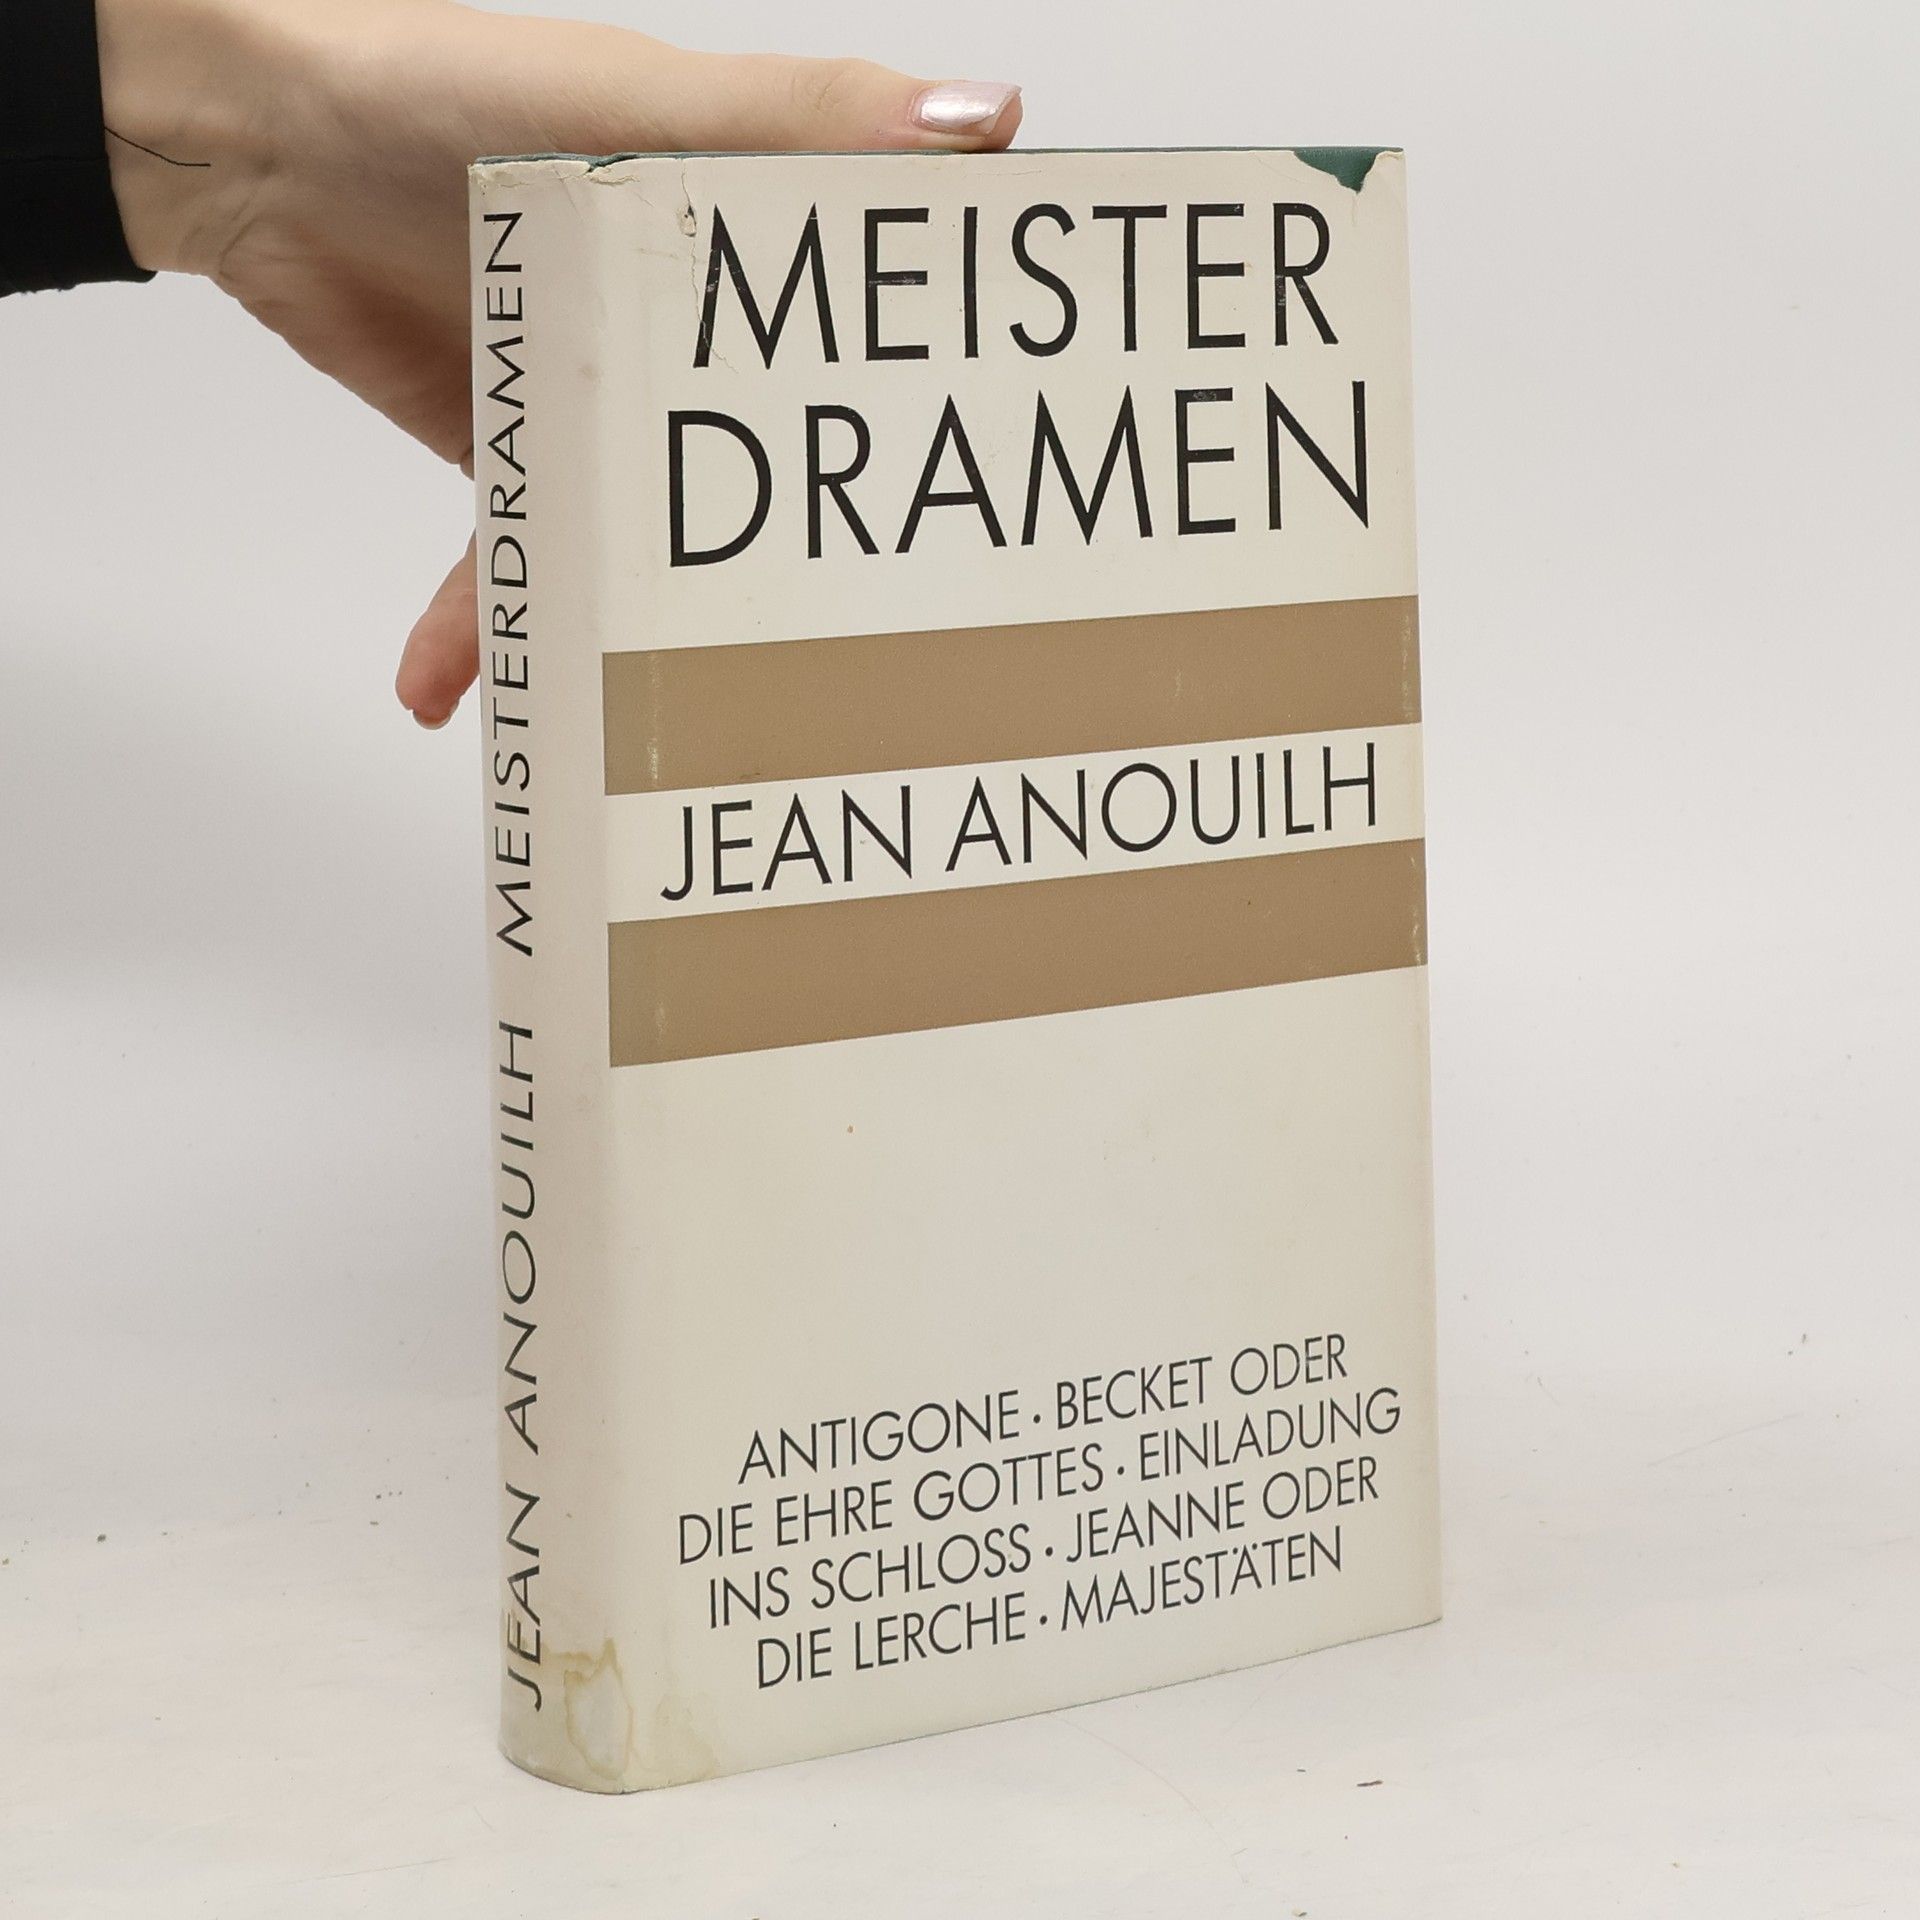 JEAN ANOUILH MEISTERDRAMEN
MEISTER
DRAMEN
JEAN ANOUILH
ANTIGONE · BECKET ODER
DIE EHRE GOTTES · EINLADUNG
INS SCHLOSS · JEANNE ODER
DIE LERCHE · MAJESTÄTEN